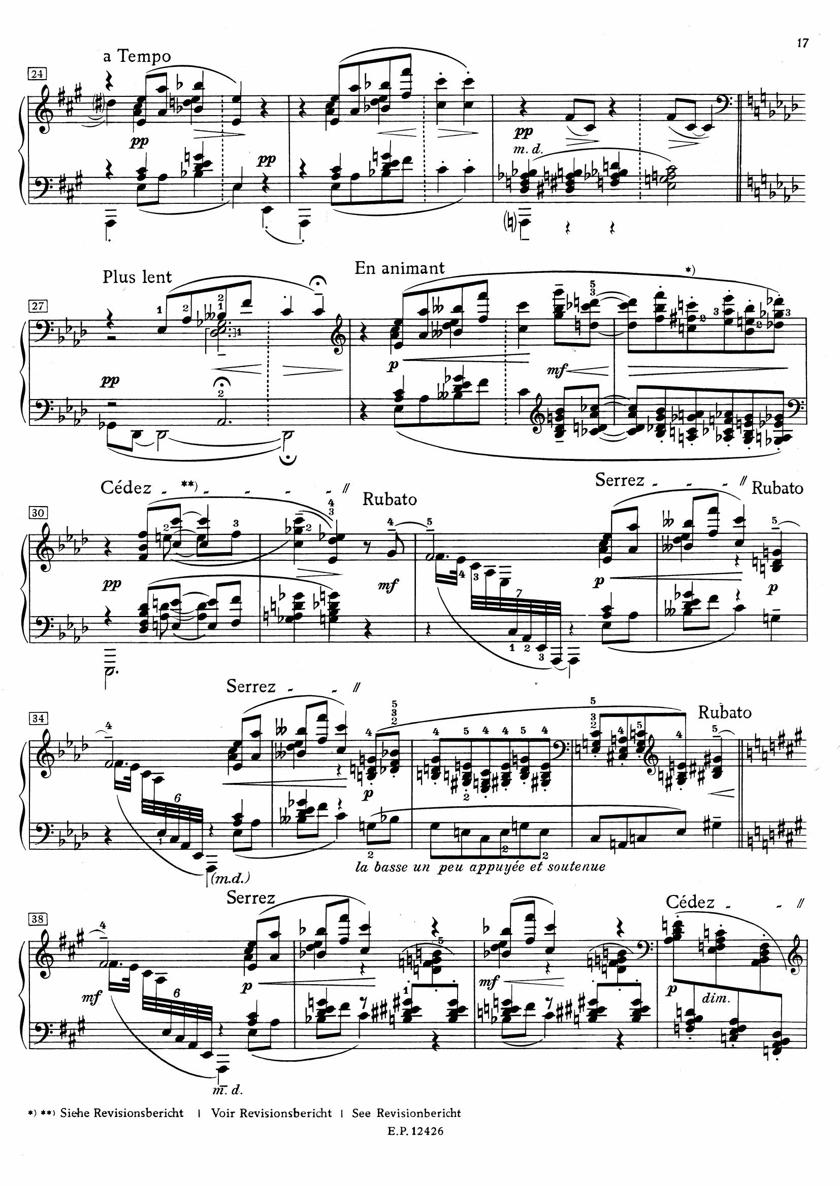 17
a Tempo
24
pp
pp
pp
m. d.
27
Plus lent
En animant
*)
pp
p
mf
30
Cédez - **) - - - //
Rubato
Serrez - - //
Rubato
pp
mf
p
p
34
Serrez - - //
Rubato
p
(m.d.)
la basse un peu appuyée et soutenue
38
Serrez
Cédez - - //
mf
p
mf
p
dim.
m. d.
*) **) Siehe Revisionsbericht | Voir Revisionsbericht | See Revisionbericht
E.P. 12426